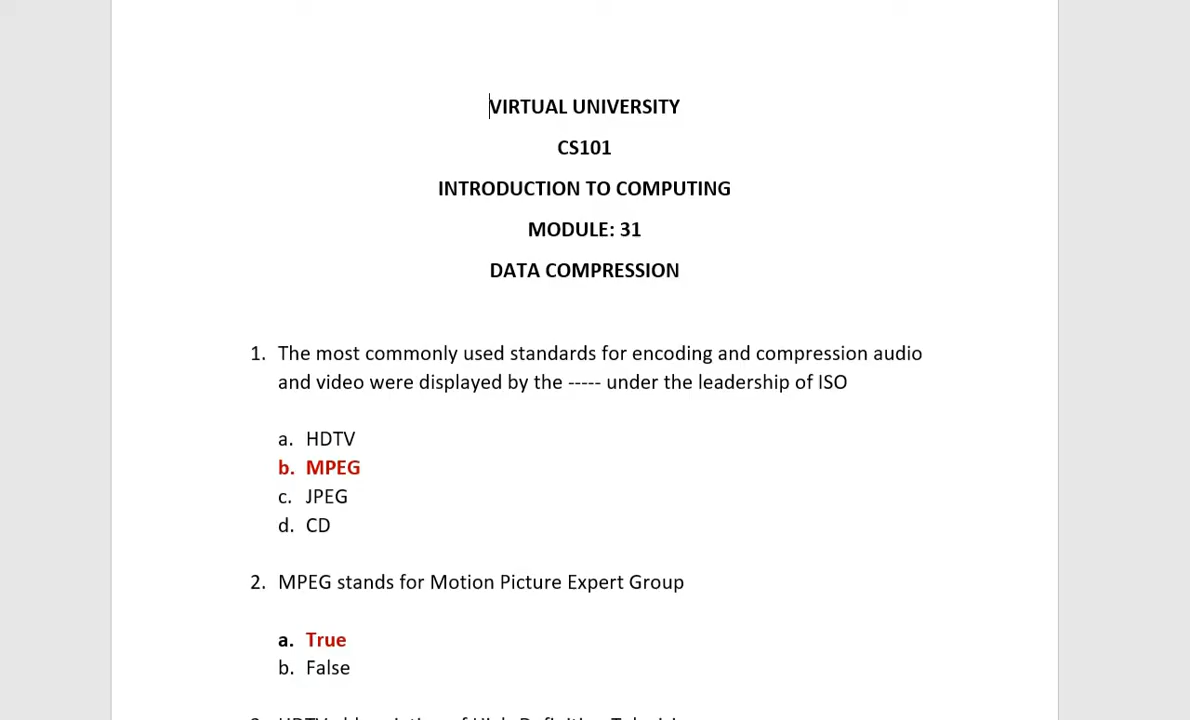 VIRTUAL UNIVERSITY
CS101
INTRODUCTION TO COMPUTING
MODULE: 31
DATA COMPRESSION
1. The most commonly used standards for encoding and compression audio
and video were displayed by the ----- under the leadership of ISO
a. HDTV
b. MPEG
c. JPEG
d. CD
2. MPEG stands for Motion Picture Expert Group
a. True
b. False